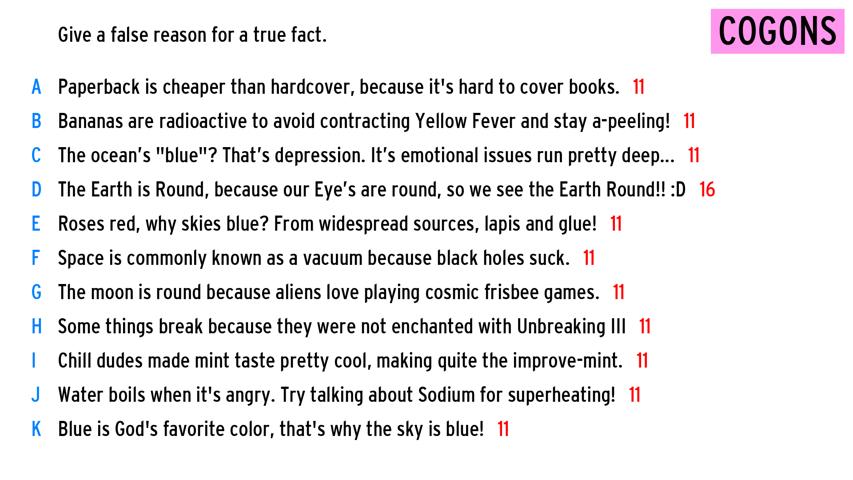 Give a false reason for a true fact.
COGONS
A Paperback is cheaper than hardcover, because it's hard to cover books. 11
B Bananas are radioactive to avoid contracting Yellow Fever and stay a-peeling! 11
C The ocean’s "blue"? That’s depression. It’s emotional issues run pretty deep... 11
D The Earth is Round, because our Eye’s are round, so we see the Earth Round!! :D 16
E Roses red, why skies blue? From widespread sources, lapis and glue! 11
F Space is commonly known as a vacuum because black holes suck. 11
G The moon is round because aliens love playing cosmic frisbee games. 11
H Some things break because they were not enchanted with Unbreaking III 11
I Chill dudes made mint taste pretty cool, making quite the improve-mint. 11
J Water boils when it's angry. Try talking about Sodium for superheating! 11
K Blue is God's favorite color, that's why the sky is blue! 11